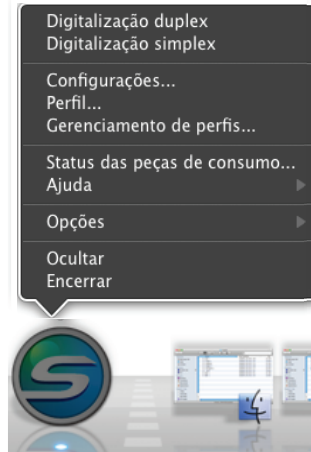 Digitalização duplex
Digitalização simplex
Configurações...
Perfil...
Gerenciamento de perfis...
Status das peças de consumo...
Ajuda
Opções
Ocultar
Encerrar
S